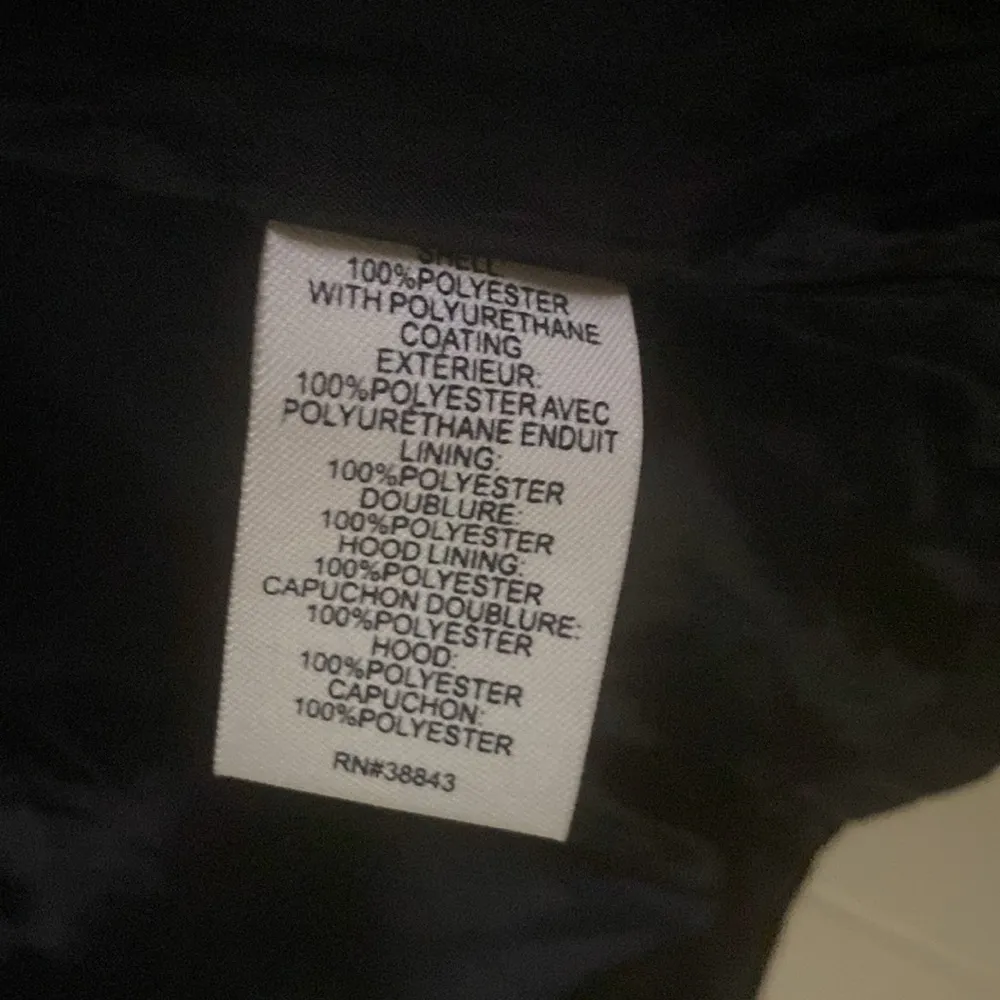 SHELL
100%POLYESTER
WITH POLYURETHANE
COATING
EXTÉRIEUR:
100%POLYESTER AVEC
POLYURÉTHANE ENDUIT
LINING:
100%POLYESTER
DOUBLURE:
100%POLYESTER
HOOD LINING:
100%POLYESTER
CAPUCHON DOUBLURE:
100%POLYESTER
HOOD:
100%POLYESTER
CAPUCHON:
100%POLYESTER
RN#38843